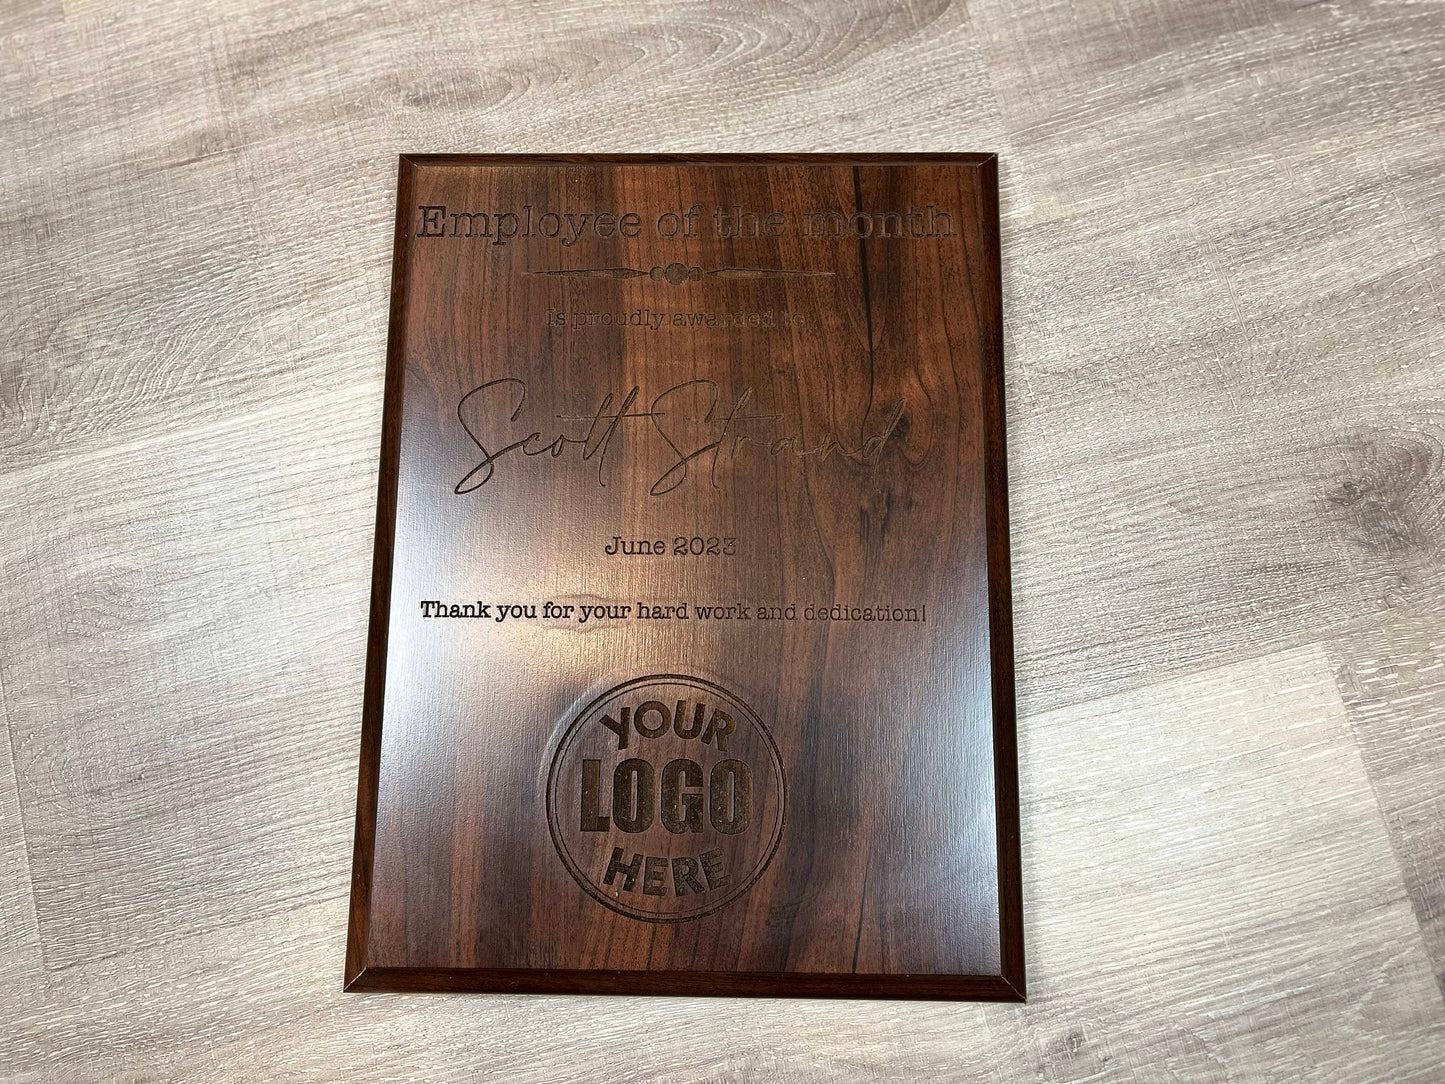 Employee of the month
Is proudly awarded to
Scott Strand
June 2023
Thank you for your hard work and dedication!
YOUR
LOGO
HERE